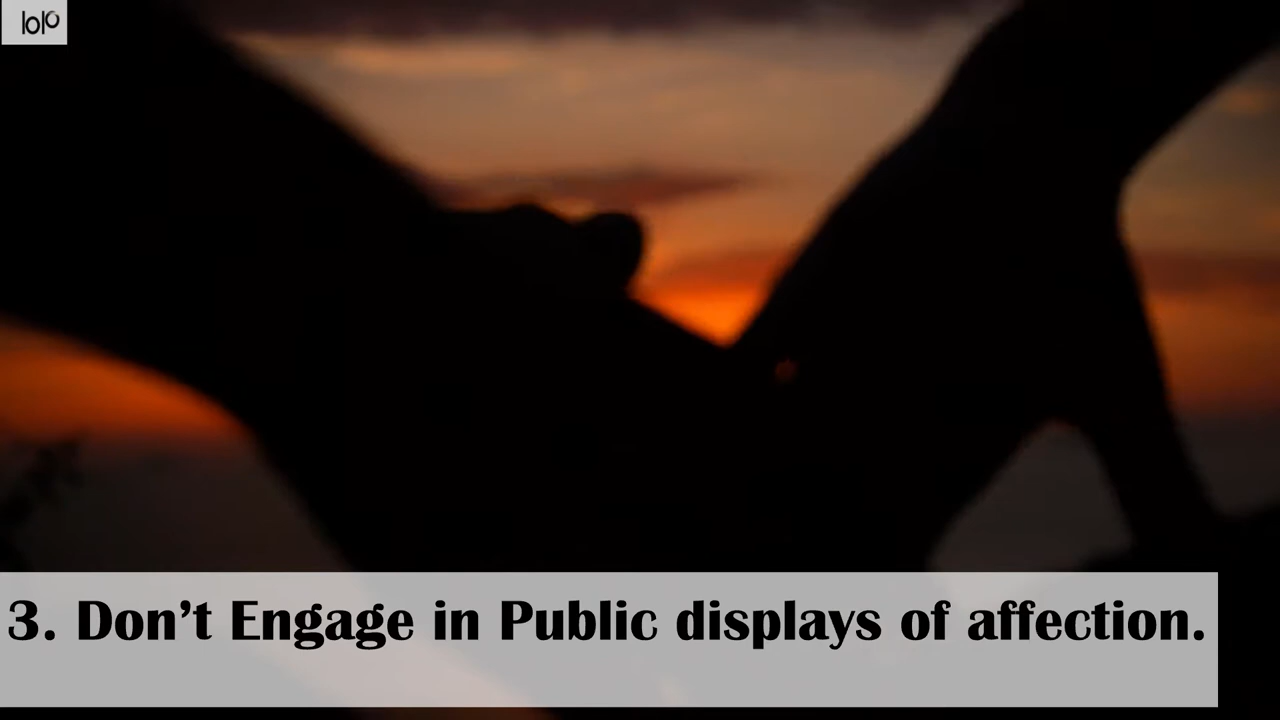 lolo
3. Don't Engage in Public displays of affection.